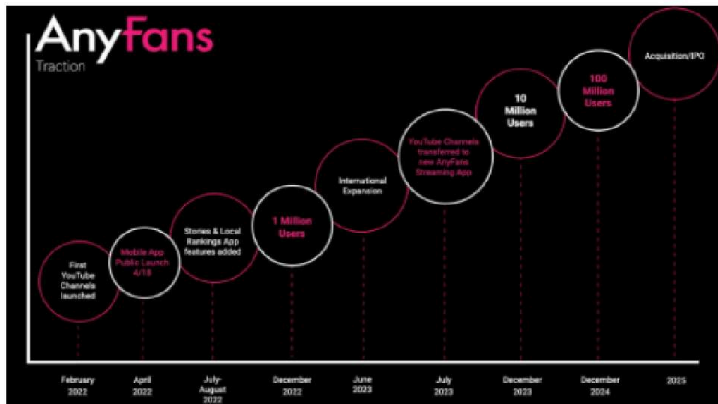 AnyFans
Traction
First
YouTube
Channels
launched
Mobile App
Public Launch
4/18
Stories & Local
Rankings App
features added
1 Million
Users
International
Expansion
YouTube Channels
transferred to
new AnyFans
Streaming App
10
Million
Users
100
Million
Users
Acquisition/IPO
February
2022
April
2022
July-
August
2022
December
2022
June
2023
July
2023
December
2023
December
2024
2025